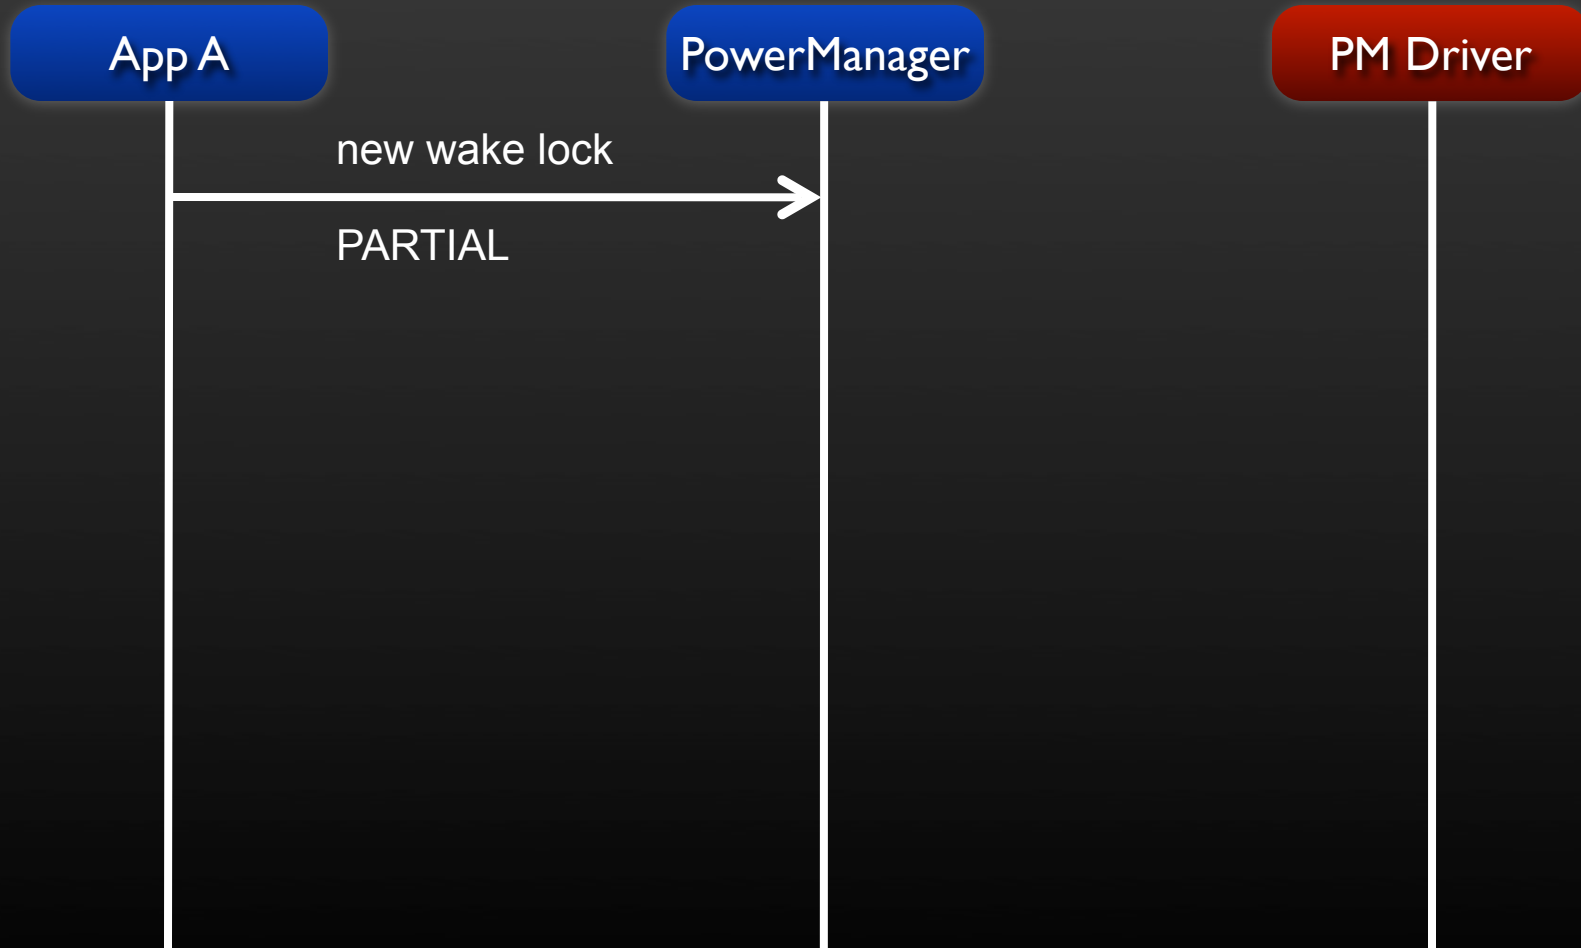 App A
PowerManager
PM Driver
new wake lock
PARTIAL